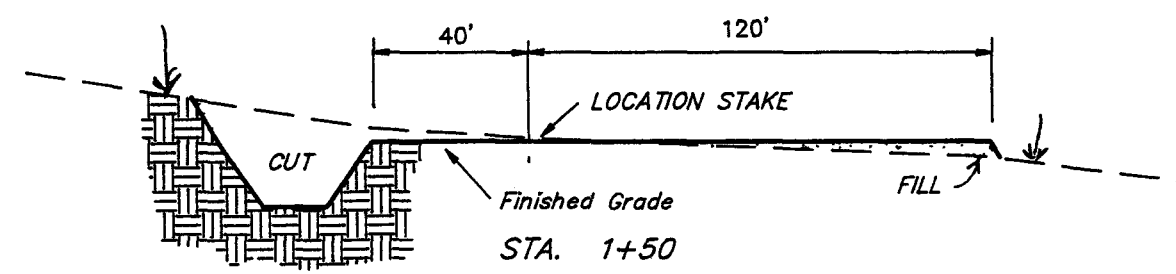 40' 120'
LOCATION STAKE
CUT
FILL
Finished Grade
STA. 1+50